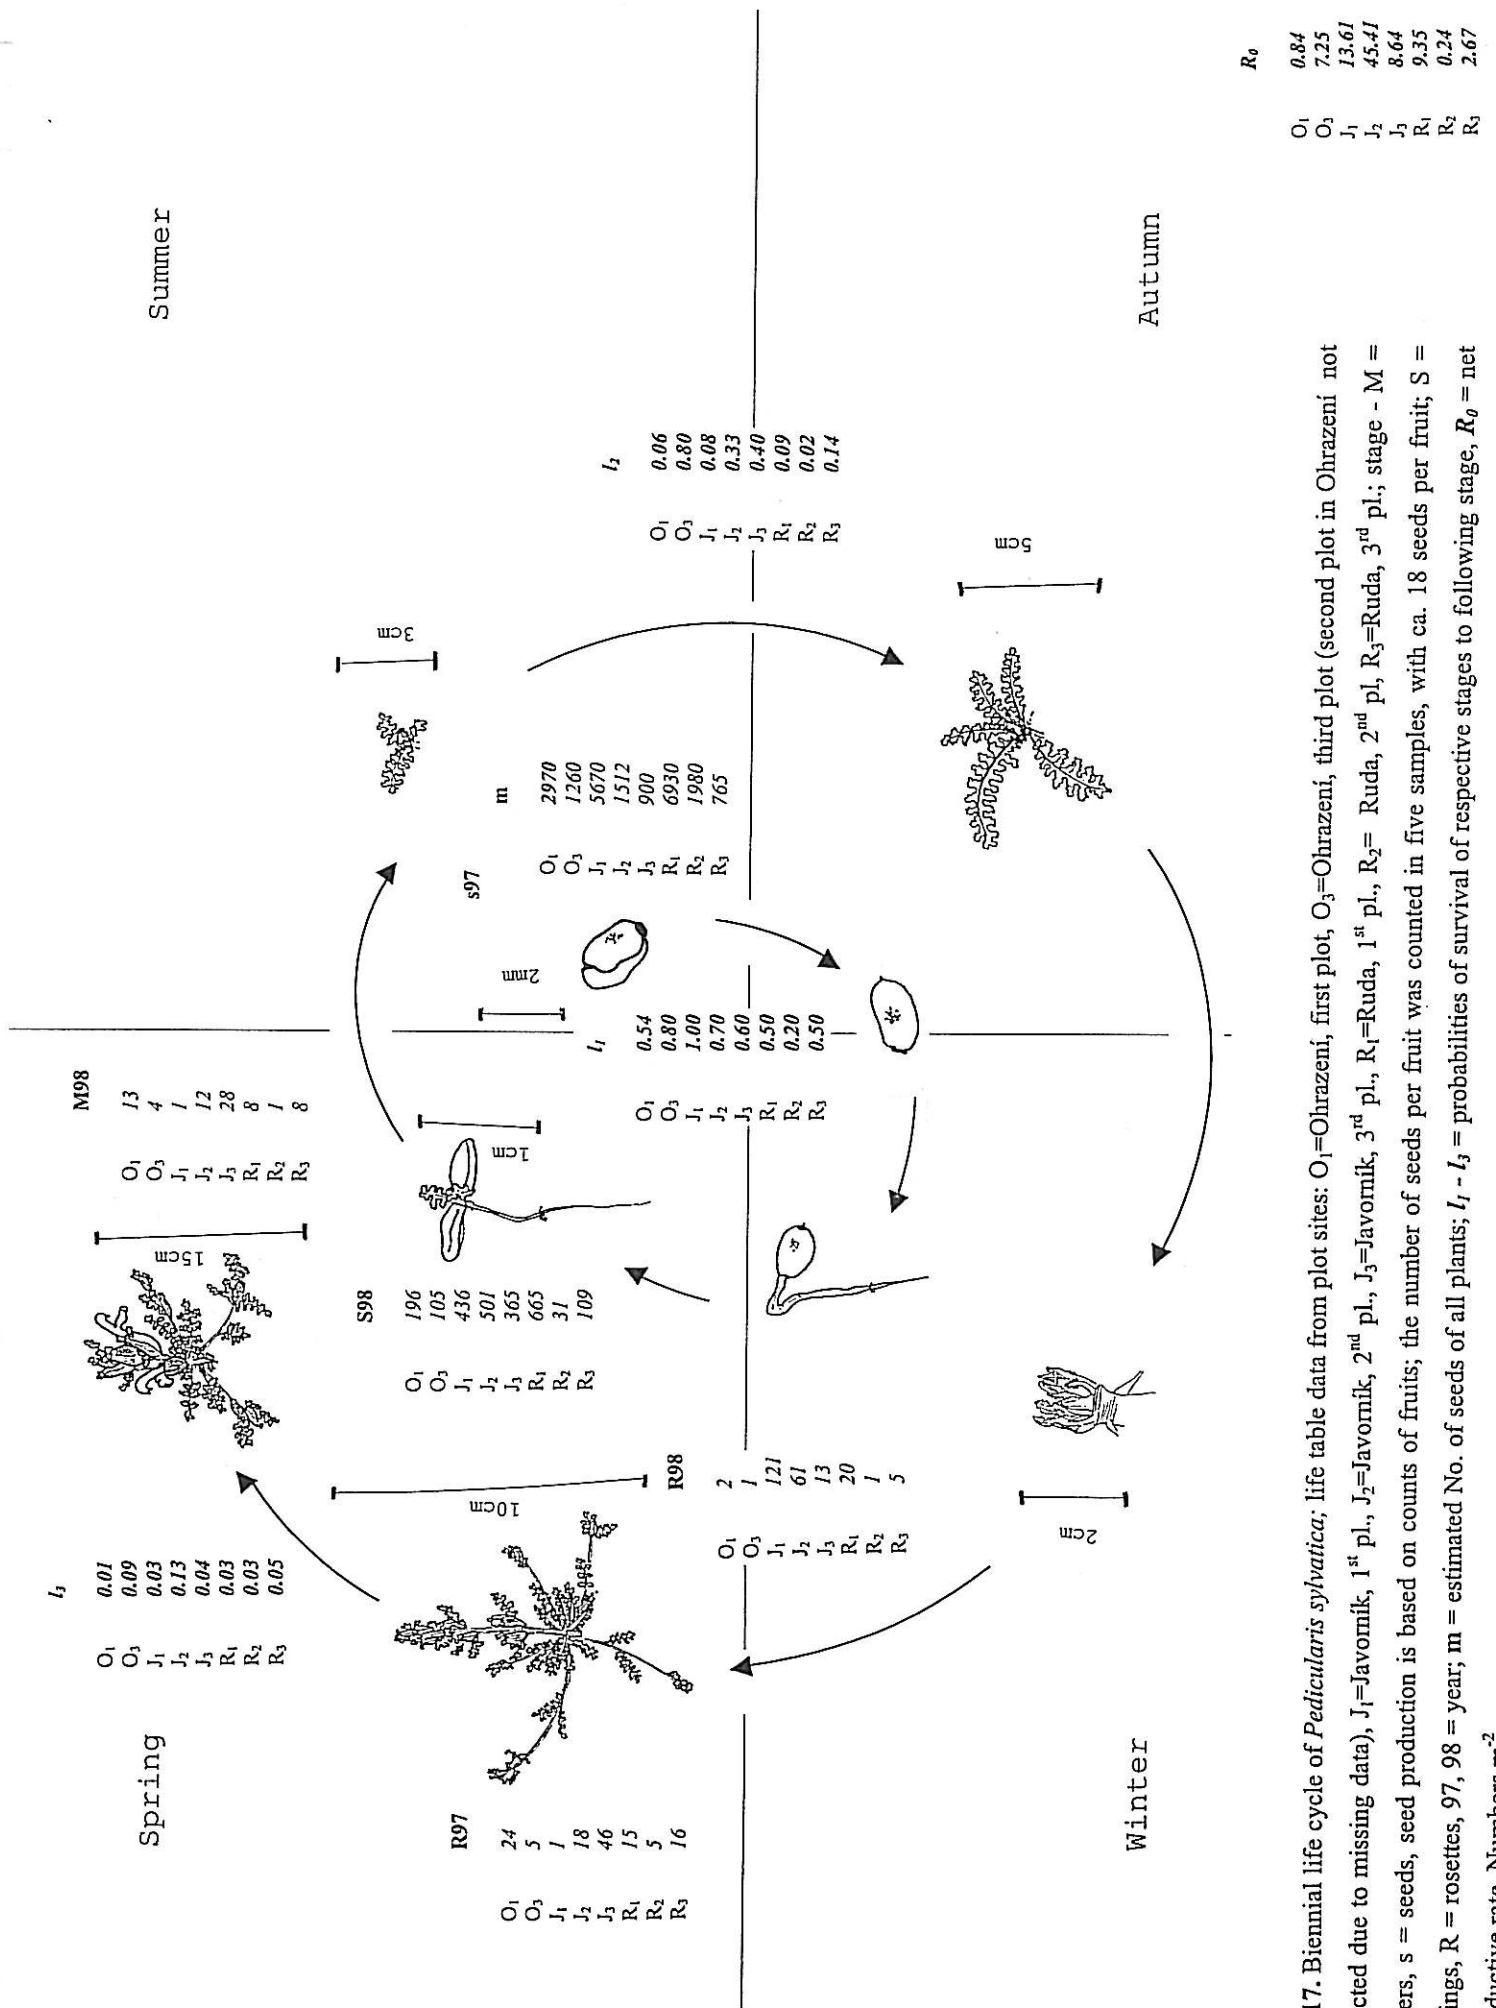 Spring
Summer
l3
O1 0.01
O3 0.09
J1 0.03
J2 0.13
J3 0.04
R1 0.03
R2 0.03
R3 0.05
15cm
M98
O1 13
O3 4
J1 1
J2 12
J3 28
R1 8
R2 1
R3 8
R97
O1 24
O3 5
J1 1
J2 18
J3 46
R1 15
R2 5
R3 16
10cm
S98
O1 196
O3 105
J1 436
J2 501
J3 365
R1 665
R2 31
R3 109
1cm
3cm
2mm
s97 m
O1 2970
O3 1260
J1 5670
J2 1512
J3 900
R1 6930
R2 1980
R3 765
l1
O1 0.54
O3 0.80
J1 1.00
J2 0.70
J3 0.60
R1 0.50
R2 0.20
R3 0.50
l2
O1 0.06
O3 0.80
J1 0.08
J2 0.33
J3 0.40
R1 0.09
R2 0.02
R3 0.14
R98
O1 2
O3 1
J1 121
J2 61
J3 13
R1 20
R2 1
R3 5
2cm
5cm
Winter
Autumn
R0
O1 0.84
O3 7.25
J1 13.61
J2 45.41
J3 8.64
R1 9.35
R2 0.24
R3 2.67
17. Biennial life cycle of Pedicularis sylvatica; life table data from plot sites: O1=Ohrazení, first plot, O3=Ohrazení, third plot (second plot in Ohrazení not
cted due to missing data), J1=Javorník, 1st pl., J2=Javorník, 2nd pl., J3=Javorník, 3rd pl., R1=Ruda, 1st pl., R2= Ruda, 2nd pl, R3=Ruda, 3rd pl.; stage - M =
ers, s = seeds, seed production is based on counts of fruits; the number of seeds per fruit was counted in five samples, with ca. 18 seeds per fruit; S =
ings, R = rosettes, 97, 98 = year; m = estimated No. of seeds of all plants; l1 - l3 = probabilities of survival of respective stages to following stage, R0 = net
ductive rate. Numbers m-2